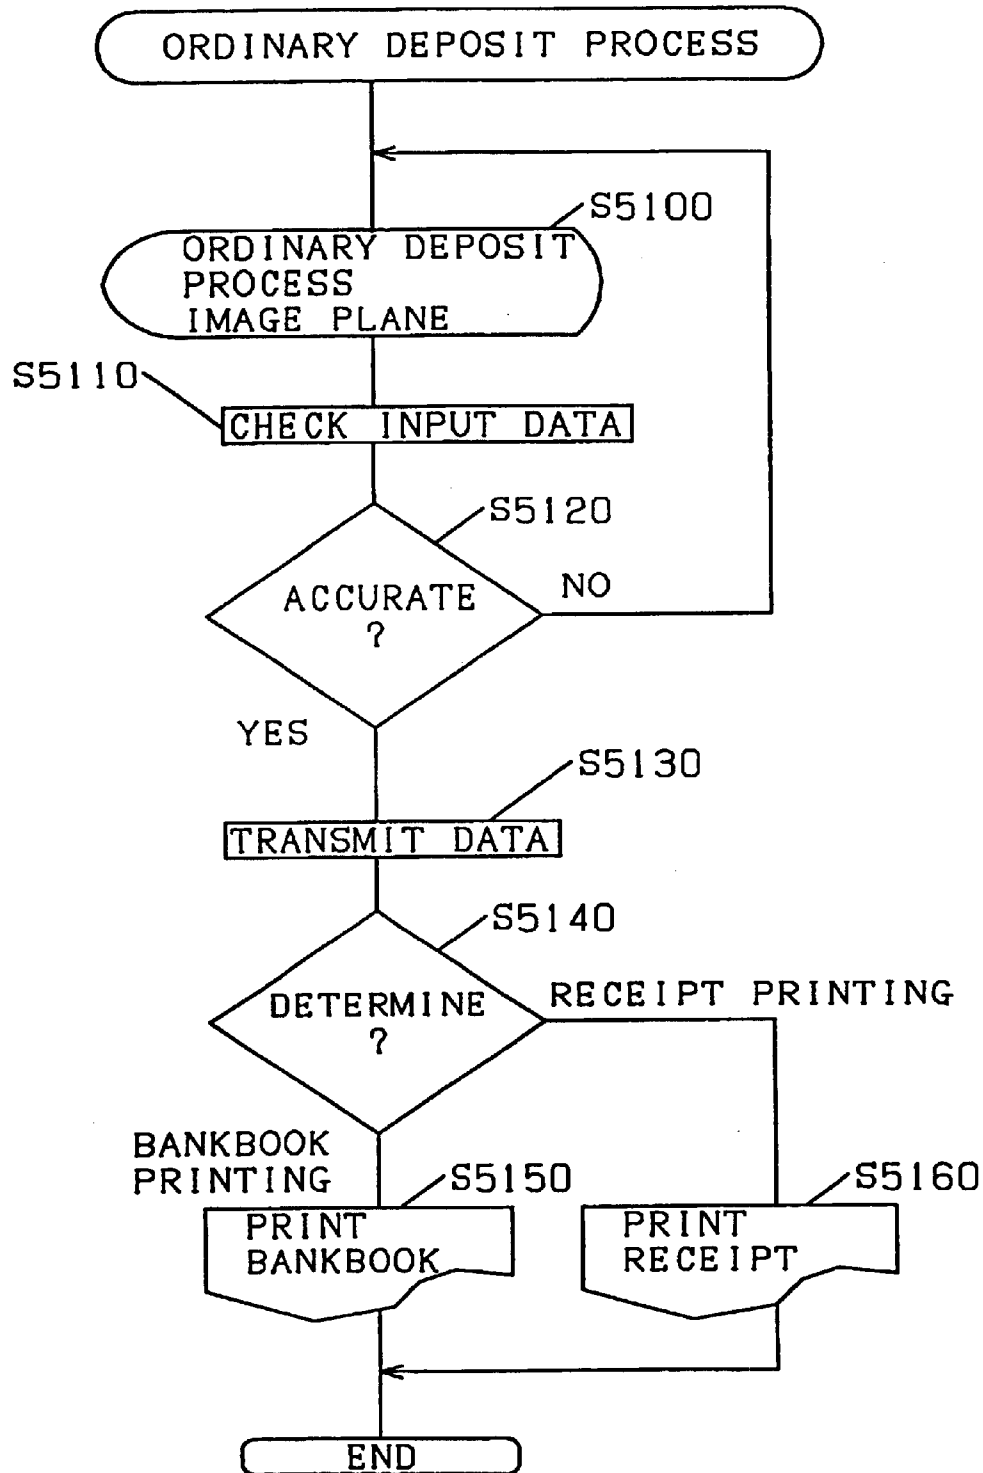 ORDINARY DEPOSIT PROCESS
S5100
ORDINARY DEPOSIT
PROCESS
IMAGE PLANE
S5110
CHECK INPUT DATA
S5120
ACCURATE
?
NO
YES
S5130
TRANSMIT DATA
S5140
DETERMINE
?
RECEIPT PRINTING
BANKBOOK
PRINTING
S5150
PRINT
BANKBOOK
S5160
PRINT
RECEIPT
END